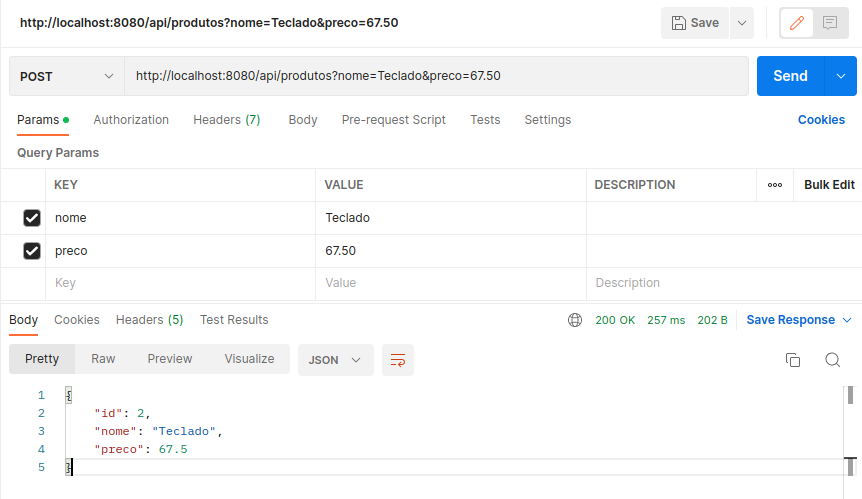 http://localhost:8080/api/produtos?nome=Teclado&preco=67.50 Save
POST http://localhost:8080/api/produtos?nome=Teclado&preco=67.50 Send
Params Authorization Headers (7) Body Pre-request Script Tests Settings Cookies
Query Params
KEY VALUE DESCRIPTION ooo Bulk Edit
nome Teclado
preco 67.50
Key Value Description
Body Cookies Headers (5) Test Results 200 OK 257 ms 202 B Save Response
Pretty Raw Preview Visualize JSON
1 {
2 "id": 2,
3 "nome": "Teclado",
4 "preco": 67.5
5 }